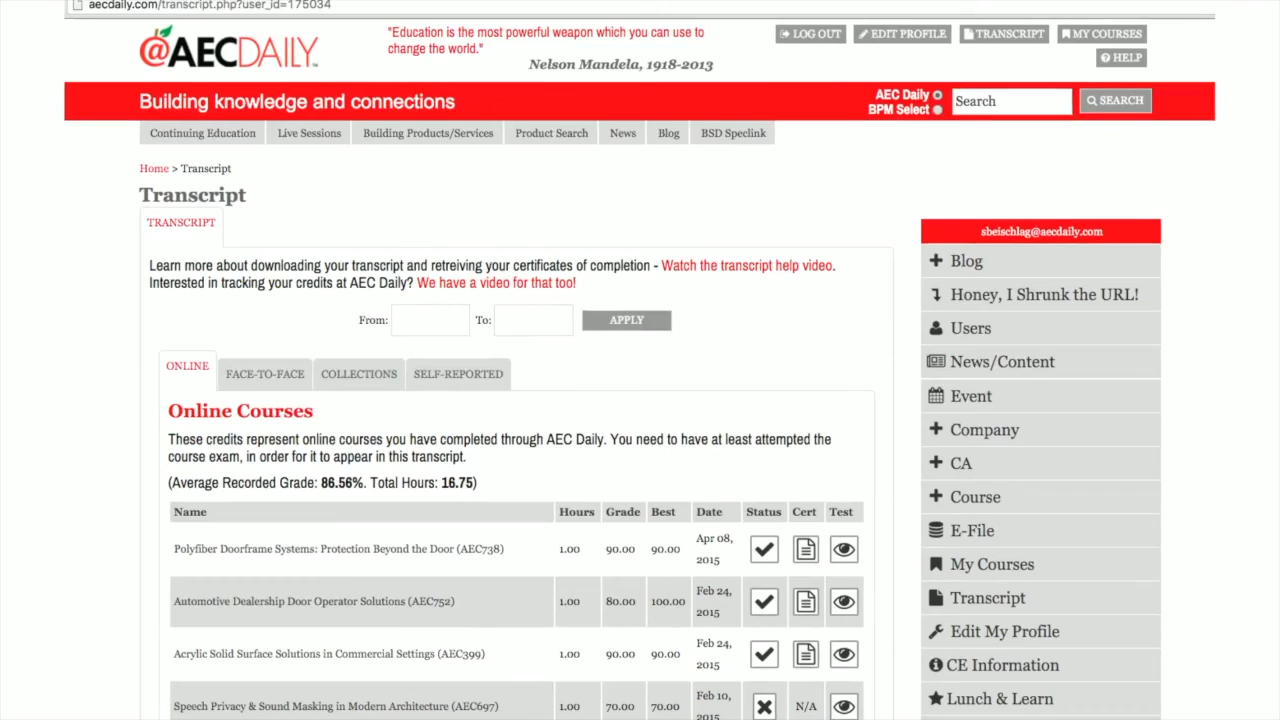 aecdaily.com/transcript.php?user_id=175034
@AECDAILY
"Education is the most powerful weapon which you can use to
change the world."
Nelson Mandela, 1918-2013
LOG OUT
EDIT PROFILE
TRANSCRIPT
MY COURSES
HELP
Building knowledge and connections
AEC Daily
BPM Select
Search
SEARCH
Continuing Education
Live Sessions
Building Products/Services
Product Search
News
Blog
BSD Speclink
Home > Transcript
Transcript
TRANSCRIPT
Learn more about downloading your transcript and retreiving your certificates of completion - Watch the transcript help video.
Interested in tracking your credits at AEC Daily? We have a video for that too!
From:
To:
APPLY
ONLINE
FACE-TO-FACE
COLLECTIONS
SELF-REPORTED
Online Courses
These credits represent online courses you have completed through AEC Daily. You need to have at least attempted the
course exam, in order for it to appear in this transcript.
(Average Recorded Grade: 86.56%. Total Hours: 16.75)
Name Hours Grade Best Date Status Cert Test
Polyfiber Doorframe Systems: Protection Beyond the Door (AEC738) 1.00 90.00 90.00 Apr 08,
2015
Automotive Dealership Door Operator Solutions (AEC752) 1.00 80.00 100.00 Feb 24,
2015
Acrylic Solid Surface Solutions in Commercial Settings (AEC399) 1.00 90.00 90.00 Feb 24,
2015
Speech Privacy & Sound Masking in Modern Architecture (AEC697) 1.00 70.00 70.00 Feb 10, N/A
2015
sbeischlag@aecdaily.com
Blog
Honey, I Shrunk the URL!
Users
News/Content
Event
Company
CA
Course
E-File
My Courses
Transcript
Edit My Profile
CE Information
Lunch & Learn